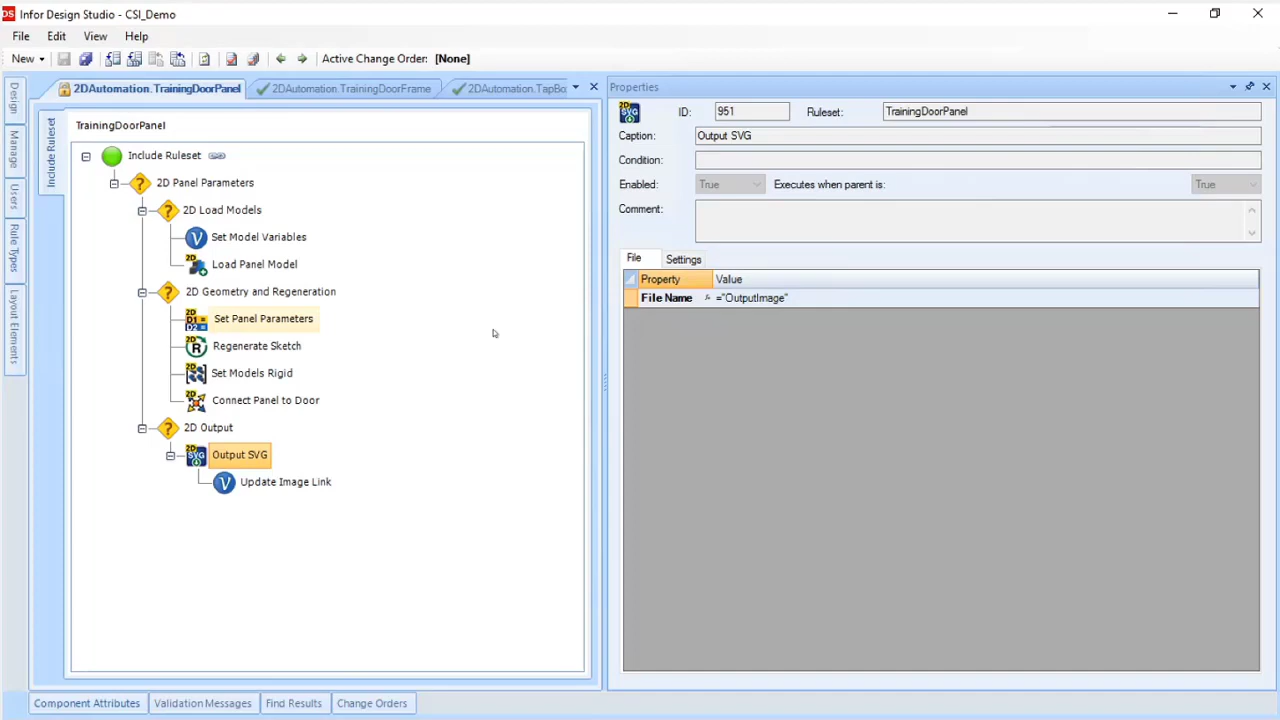 Infor Design Studio - CSI_Demo
File Edit View Help
New Active Change Order: [None]
2DAutomation.TrainingDoorPanel 2DAutomation.TrainingDoorFrame 2DAutomation.TapBo
Design
Manage
Users
Rule Types
Layout Elements
Include Ruleset
TrainingDoorPanel
Include Ruleset
2D Panel Parameters
2D Load Models
Set Model Variables
Load Panel Model
2D Geometry and Regeneration
Set Panel Parameters
Regenerate Sketch
Set Models Rigid
Connect Panel to Door
2D Output
Output SVG
Update Image Link
Properties
ID: 951 Ruleset: TrainingDoorPanel
Caption: Output SVG
Condition:
Enabled: True Executes when parent is: True
Comment:
File Settings
Property Value
File Name ="OutputImage"
Component Attributes Validation Messages Find Results Change Orders